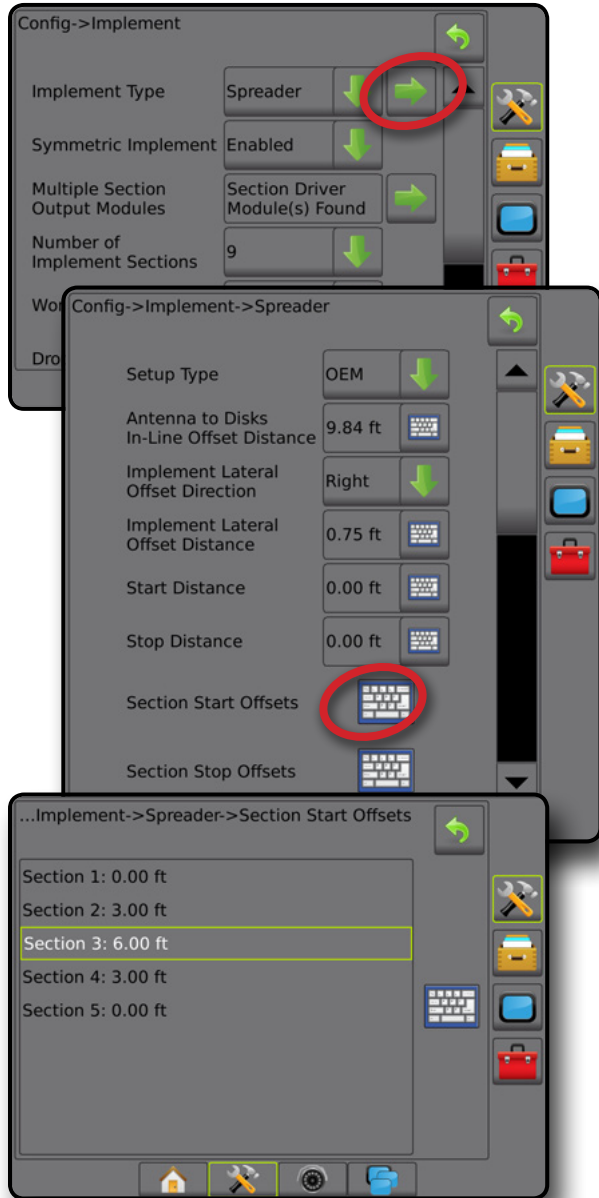 Config->Implement
Implement Type
Spreader
Symmetric Implement
Enabled
Multiple Section
Output Modules
Section Driver
Module(s) Found
Number of
Implement Sections
9
Wo
Dro
Config->Implement->Spreader
Setup Type
OEM
Antenna to Disks
In-Line Offset Distance
9.84 ft
Implement Lateral
Offset Direction
Right
Implement Lateral
Offset Distance
0.75 ft
Start Distance
0.00 ft
Stop Distance
0.00 ft
Section Start Offsets
Section Stop Offsets
...Implement->Spreader->Section Start Offsets
Section 1: 0.00 ft
Section 2: 3.00 ft
Section 3: 6.00 ft
Section 4: 3.00 ft
Section 5: 0.00 ft